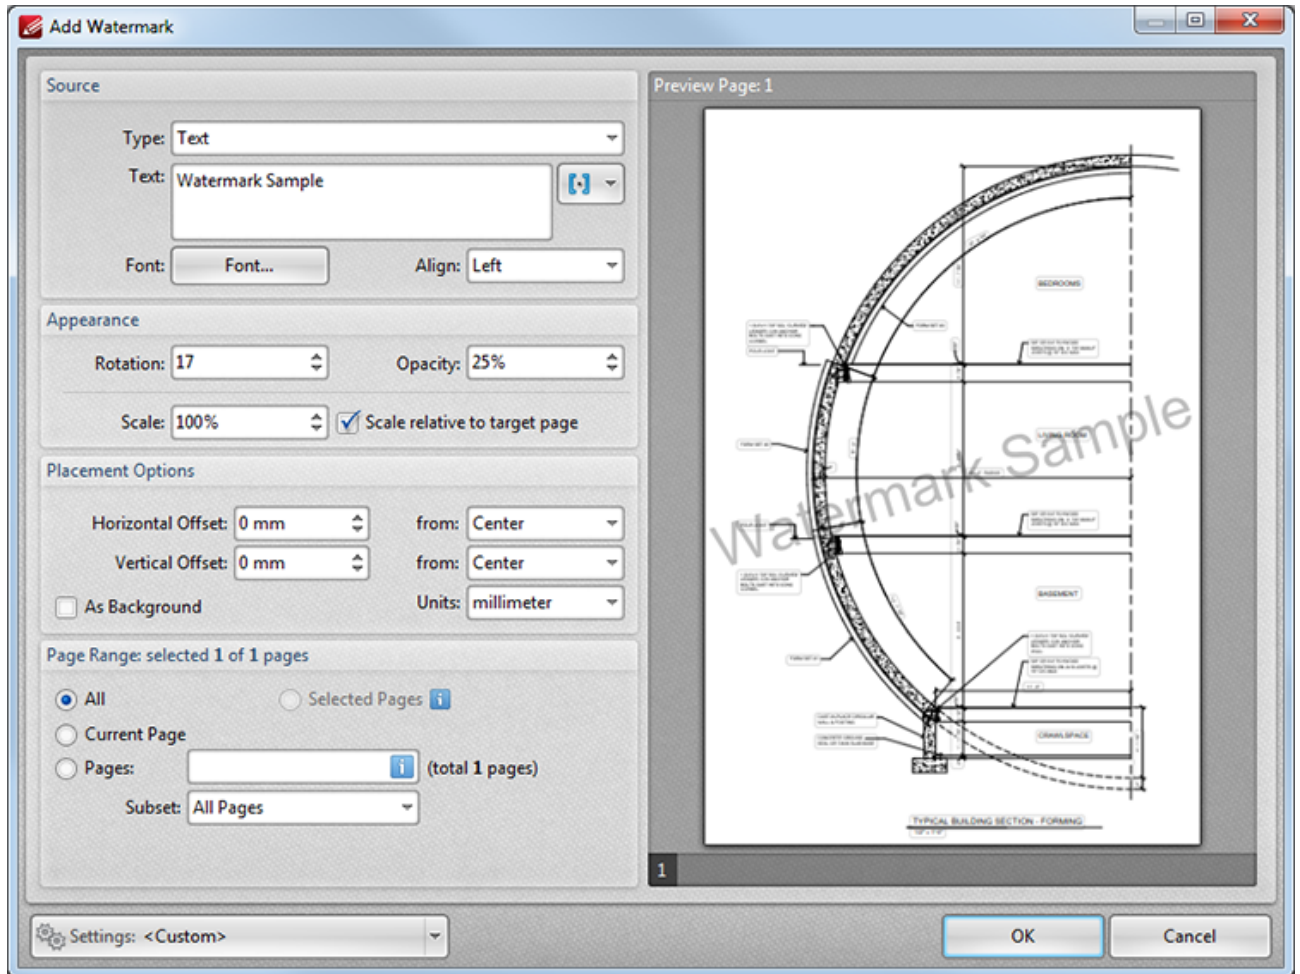 Add Watermark
Source
Type: Text
Text: Watermark Sample
Font: Font... Align: Left
Appearance
Rotation: 17 Opacity: 25%
Scale: 100% Scale relative to target page
Placement Options
Horizontal Offset: 0 mm from: Center
Vertical Offset: 0 mm from: Center
As Background Units: millimeter
Page Range: selected 1 of 1 pages
All Selected Pages
Current Page
Pages: (total 1 pages)
Subset: All Pages
Preview Page: 1
BEDROOMS
LIVING ROOM
Watermark Sample
BASEMENT
CRAWLSPACE
TYPICAL BUILDING SECTION - FORMING
1
Settings: <Custom>
OK Cancel